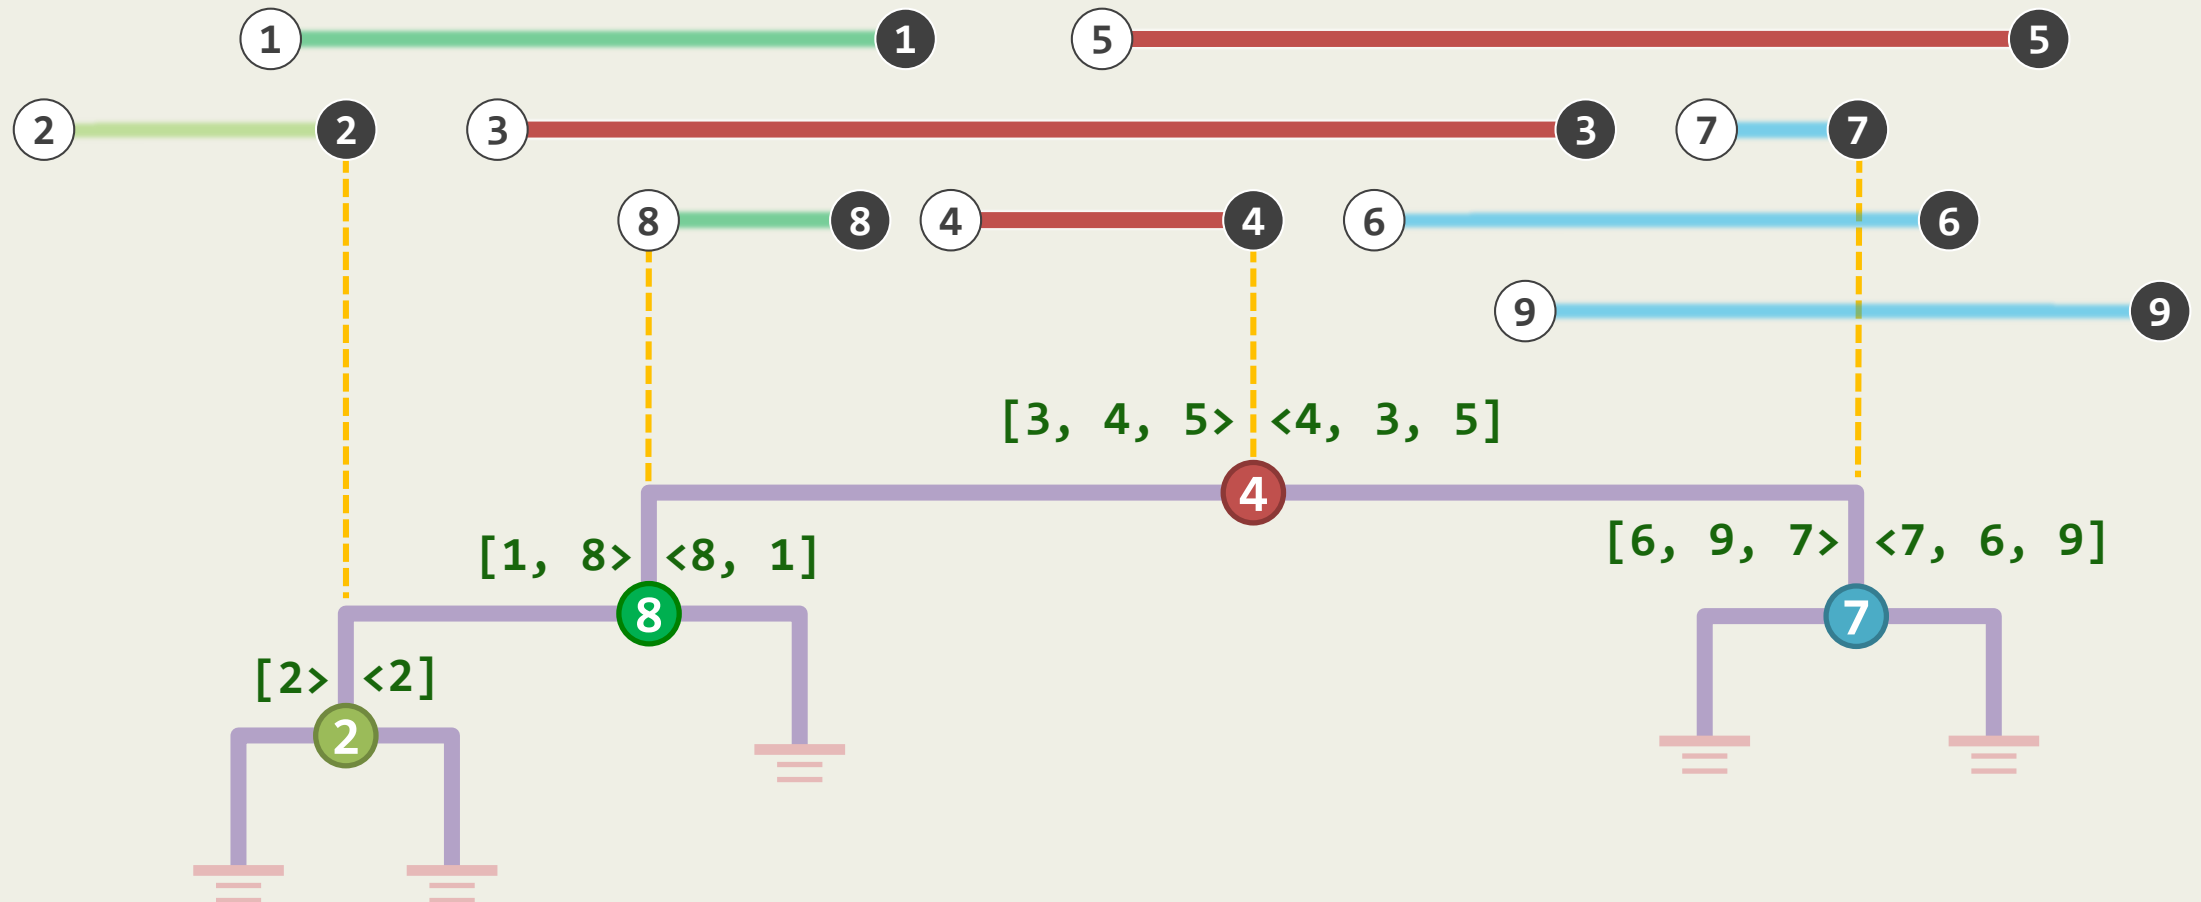 1 1 5 5
2 2 3 3 7 7
8 8 4 4 6 6
9 9
[3, 4, 5> <4, 3, 5]
4
[1, 8> <8, 1] [6, 9, 7> <7, 6, 9]
8 7
[2> <2]
2